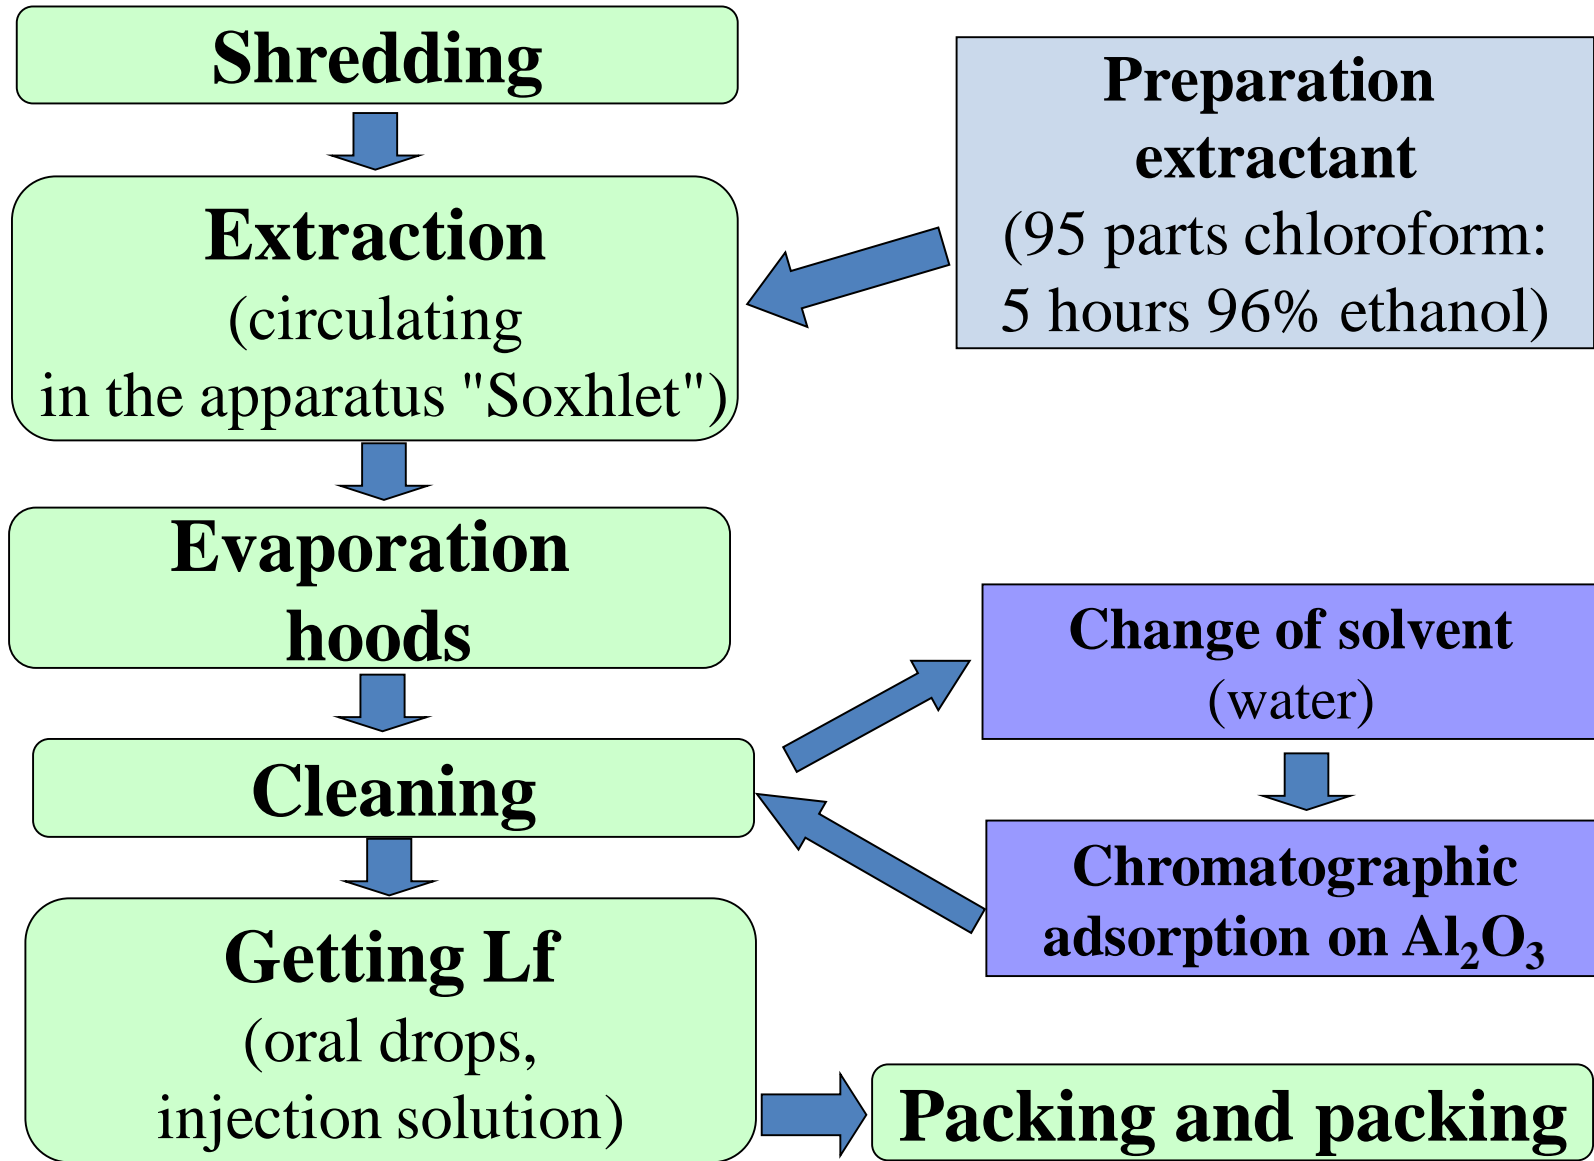 Shredding
Preparation
extractant
(95 parts chloroform:
5 hours 96% ethanol)
Extraction
(circulating
in the apparatus "Soxhlet")
Evaporation
hoods
Change of solvent
(water)
Cleaning
Chromatographic
adsorption on Al₂O₃
Getting Lf
(oral drops,
injection solution)
Packing and packing